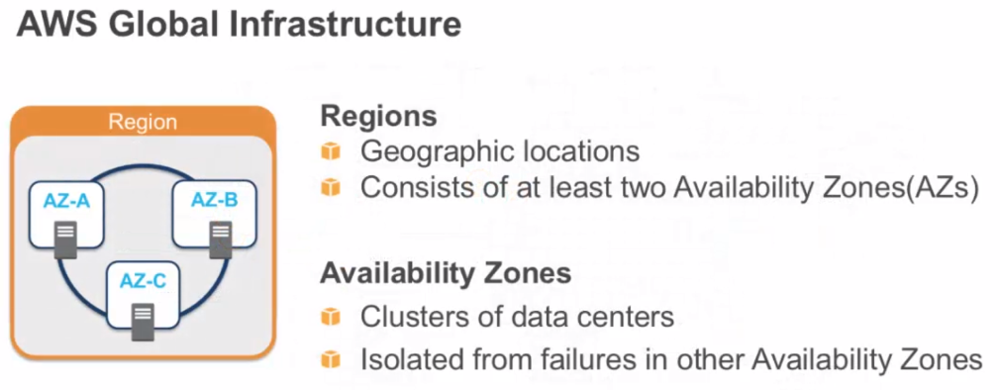 AWS Global Infrastructure
Region
AZ-A
AZ-B
AZ-C
Regions
Geographic locations
Consists of at least two Availability Zones(AZs)
Availability Zones
Clusters of data centers
Isolated from failures in other Availability Zones